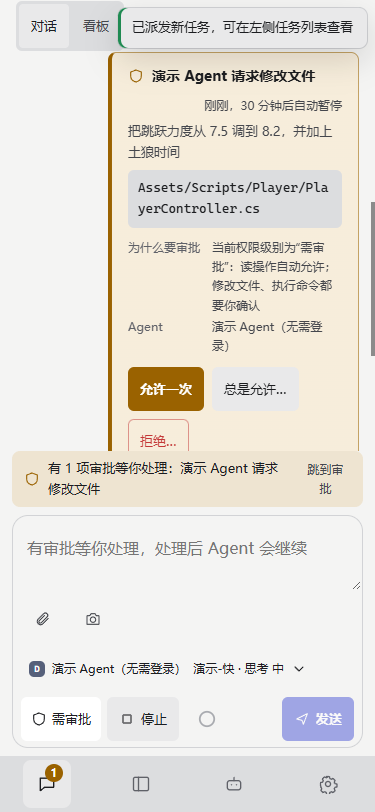 对话 看板
已派发新任务，可在左侧任务列表查看
演示 Agent 请求修改文件
刚刚，30 分钟后自动暂停
把跳跃力度从 7.5 调到 8.2，并加上
土狼时间
Assets/Scripts/Player/Pla
yerController.cs
为什么要审批 当前权限级别为“需审
批”：读操作自动允许；
修改文件、执行命令都
要你确认
Agent 演示 Agent（无需登
录）
允许一次 总是允许…
拒绝…
有 1 项审批等你处理：演示 Agent 请求
修改文件
跳到审
批
有审批等你处理，处理后 Agent 会继续
D 演示 Agent（无需登录） 演示-快 · 思考 中
需审批 停止 发送
1